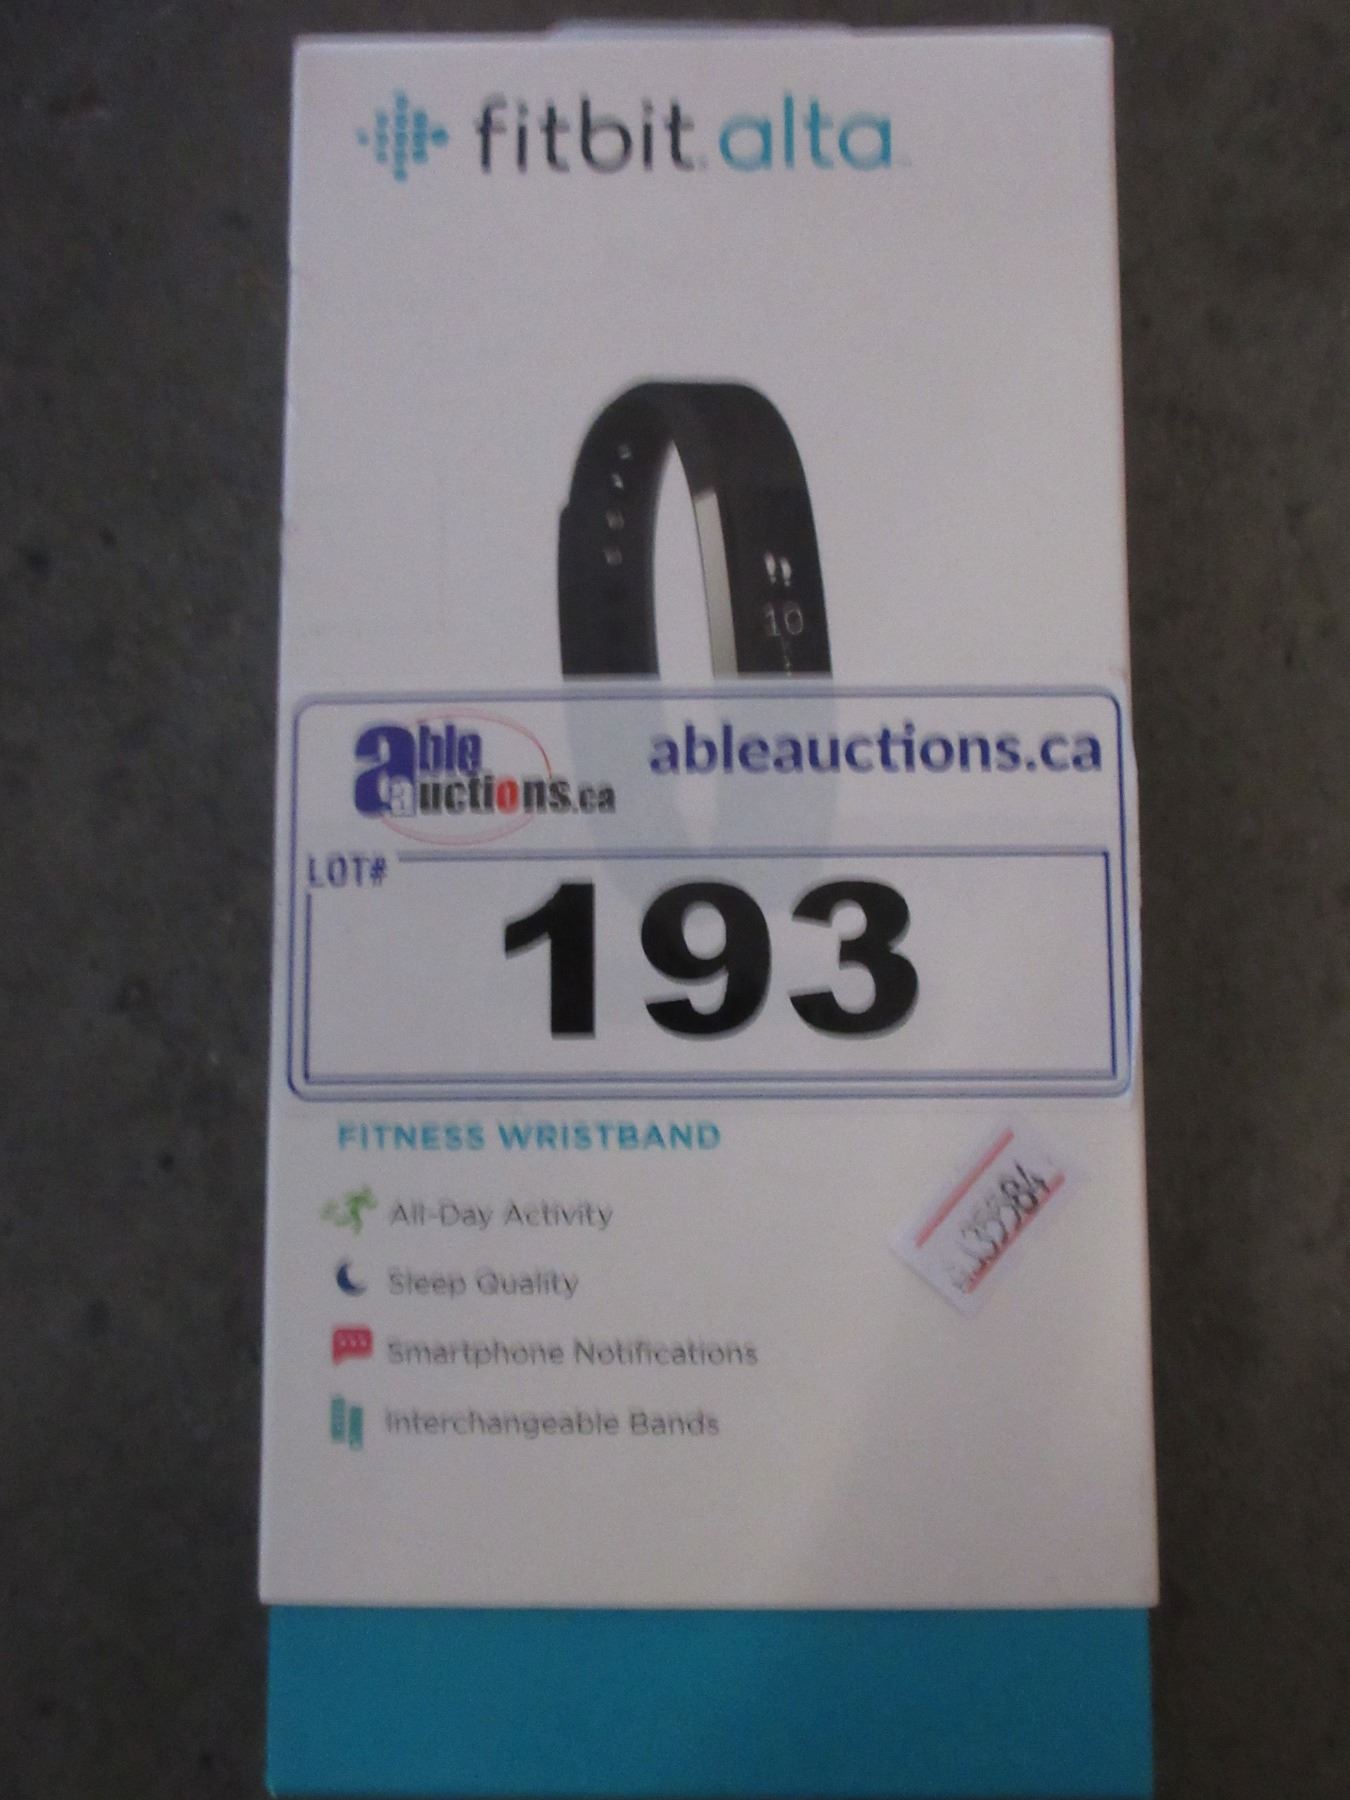 fitbit. alta
10
able auctions.ca
ableauctions.ca
LOT#
193
FITNESS WRISTBAND
All-Day Activity
Sleep Quality
Smartphone Notifications
Interchangeable Bands